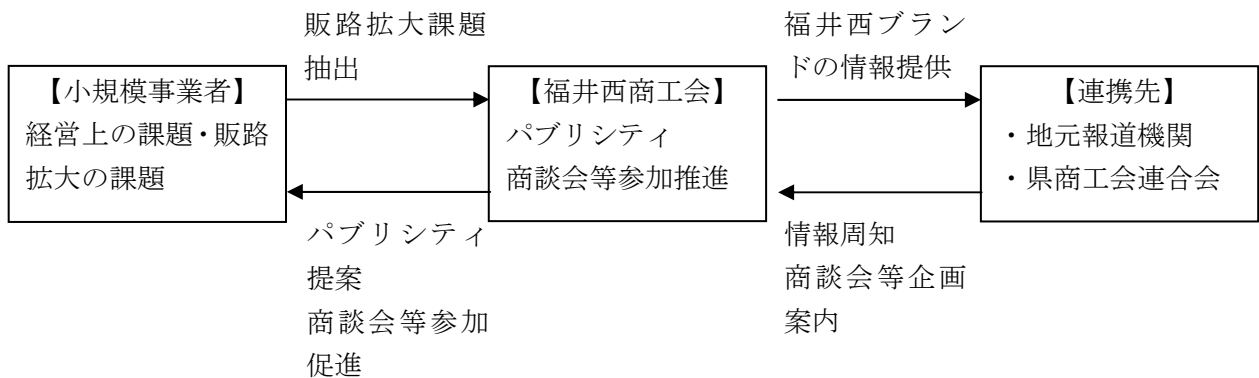 販路拡大課題
抽出
福井西ブラン
ドの情報提供
【小規模事業者】
経営上の課題・販路
拡大の課題
【福井西商工会】
パブリシティ
商談会等参加推進
【連携先】
・地元報道機関
・県商工会連合会
パブリシティ
提案
商談会等参加
促進
情報周知
商談会等企画
案内